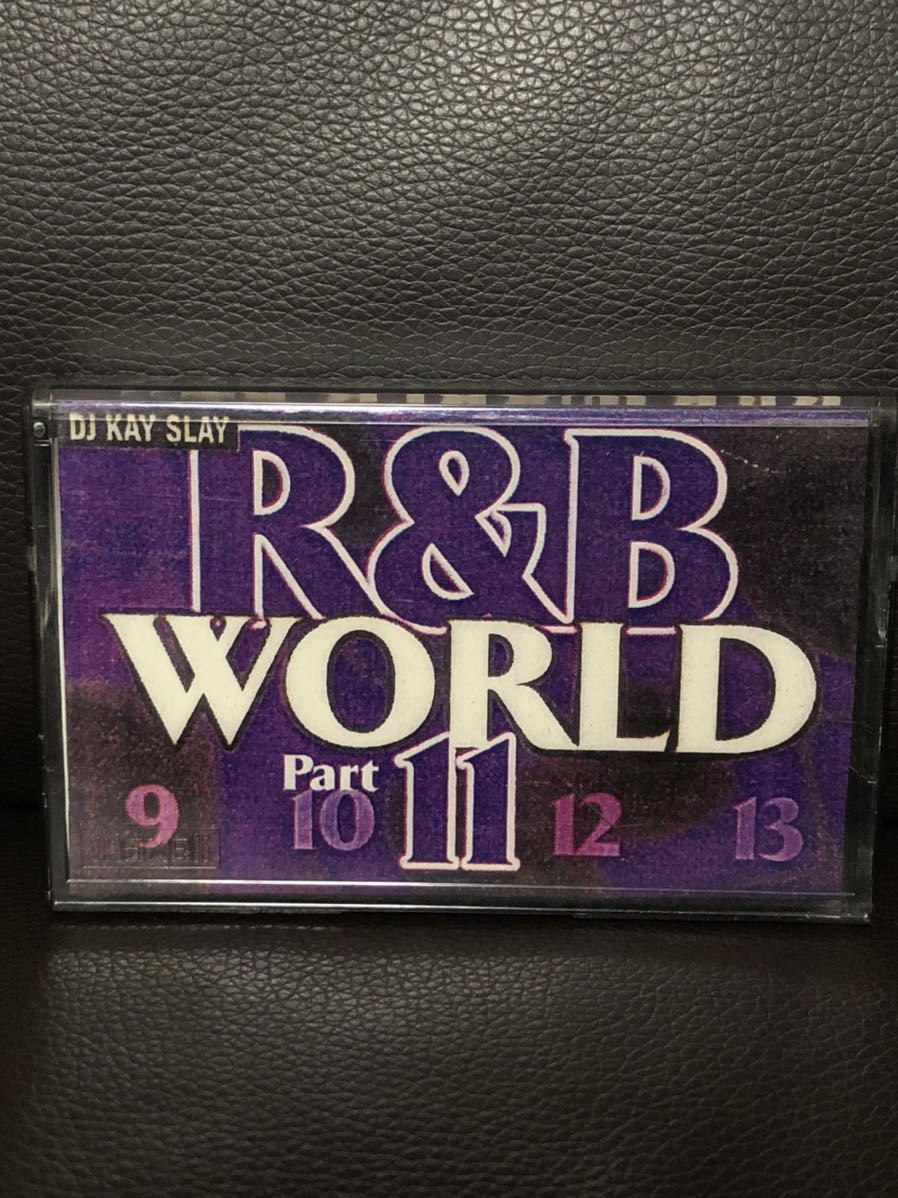 DJ KAY SLAY
R&B
WORLD
Part 11
9 10 12 13